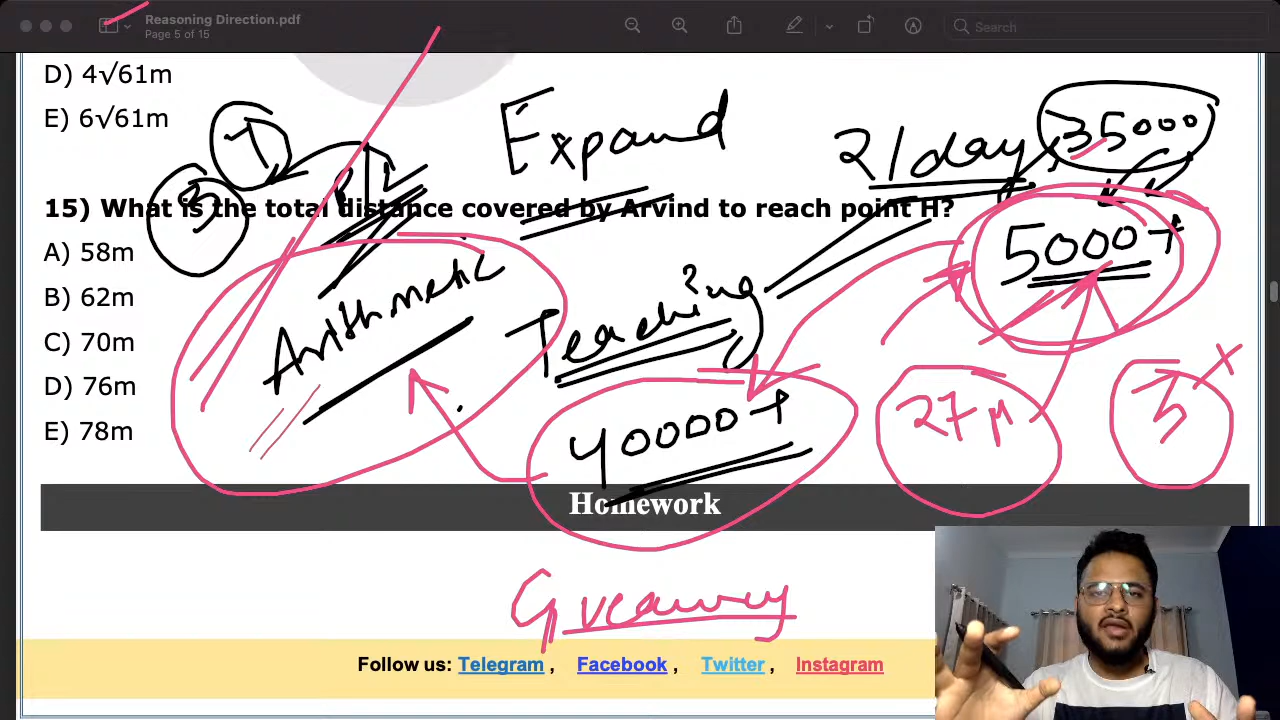 Reasoning Direction.pdf
Page 5 of 15
Search
D) 4√61m
E) 6√61m
Expand
21/day
35000
15) What is the total distance covered by Arvind to reach point H?
A) 58m
5000+
B) 62m
Arithmetic
Teaching
C) 70m
D) 76m
40000+
27
E) 78m
Homework
Giveaway
Follow us: Telegram , Facebook , Twitter , Instagram